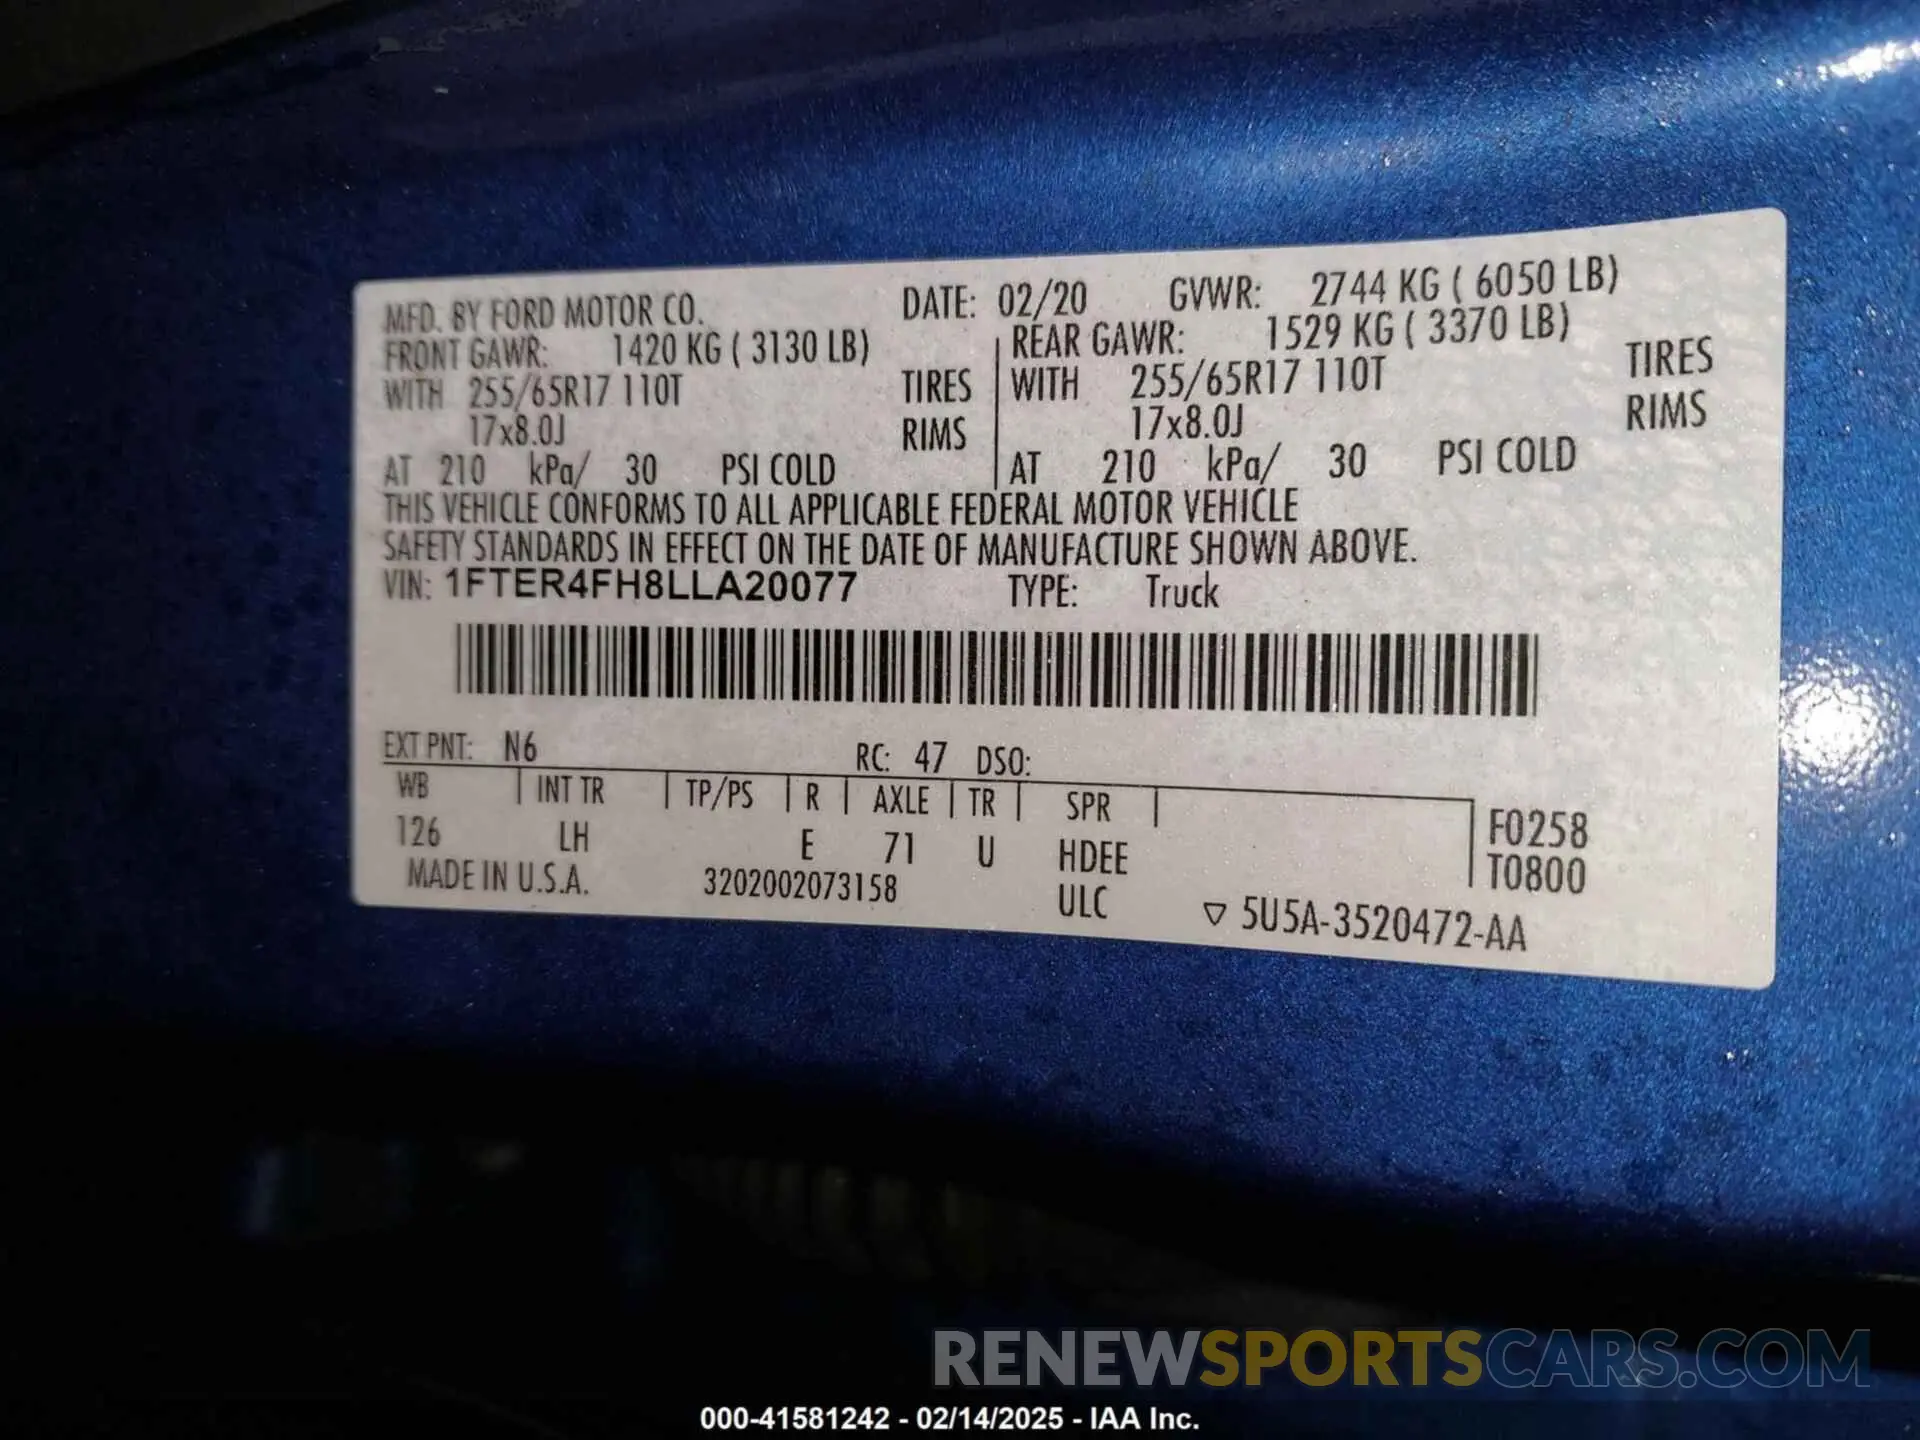 MFD. BY FORD MOTOR CO. DATE: 02/20 GVWR: 2744 KG ( 6050 LB)
FRONT GAWR: 1420 KG ( 3130 LB) REAR GAWR: 1529 KG ( 3370 LB)
WITH 255/65R17 110T TIRES WITH 255/65R17 110T TIRES
17x8.0J RIMS 17x8.0J RIMS
AT 210 kPa/ 30 PSI COLD AT 210 kPa/ 30 PSI COLD
THIS VEHICLE CONFORMS TO ALL APPLICABLE FEDERAL MOTOR VEHICLE
SAFETY STANDARDS IN EFFECT ON THE DATE OF MANUFACTURE SHOWN ABOVE.
VIN: 1FTER4FH8LLA20077 TYPE: Truck
EXT PNT: N6 RC: 47 DSO:
WB INT TR TP/PS R AXLE TR SPR F0258
126 LH E 71 U HDEE T0800
MADE IN U.S.A. 3202002073158 ULC ▽ 5U5A-3520472-AA
RENEWSPORTSCARS.COM
000-41581242 - 02/14/2025 - IAA Inc.